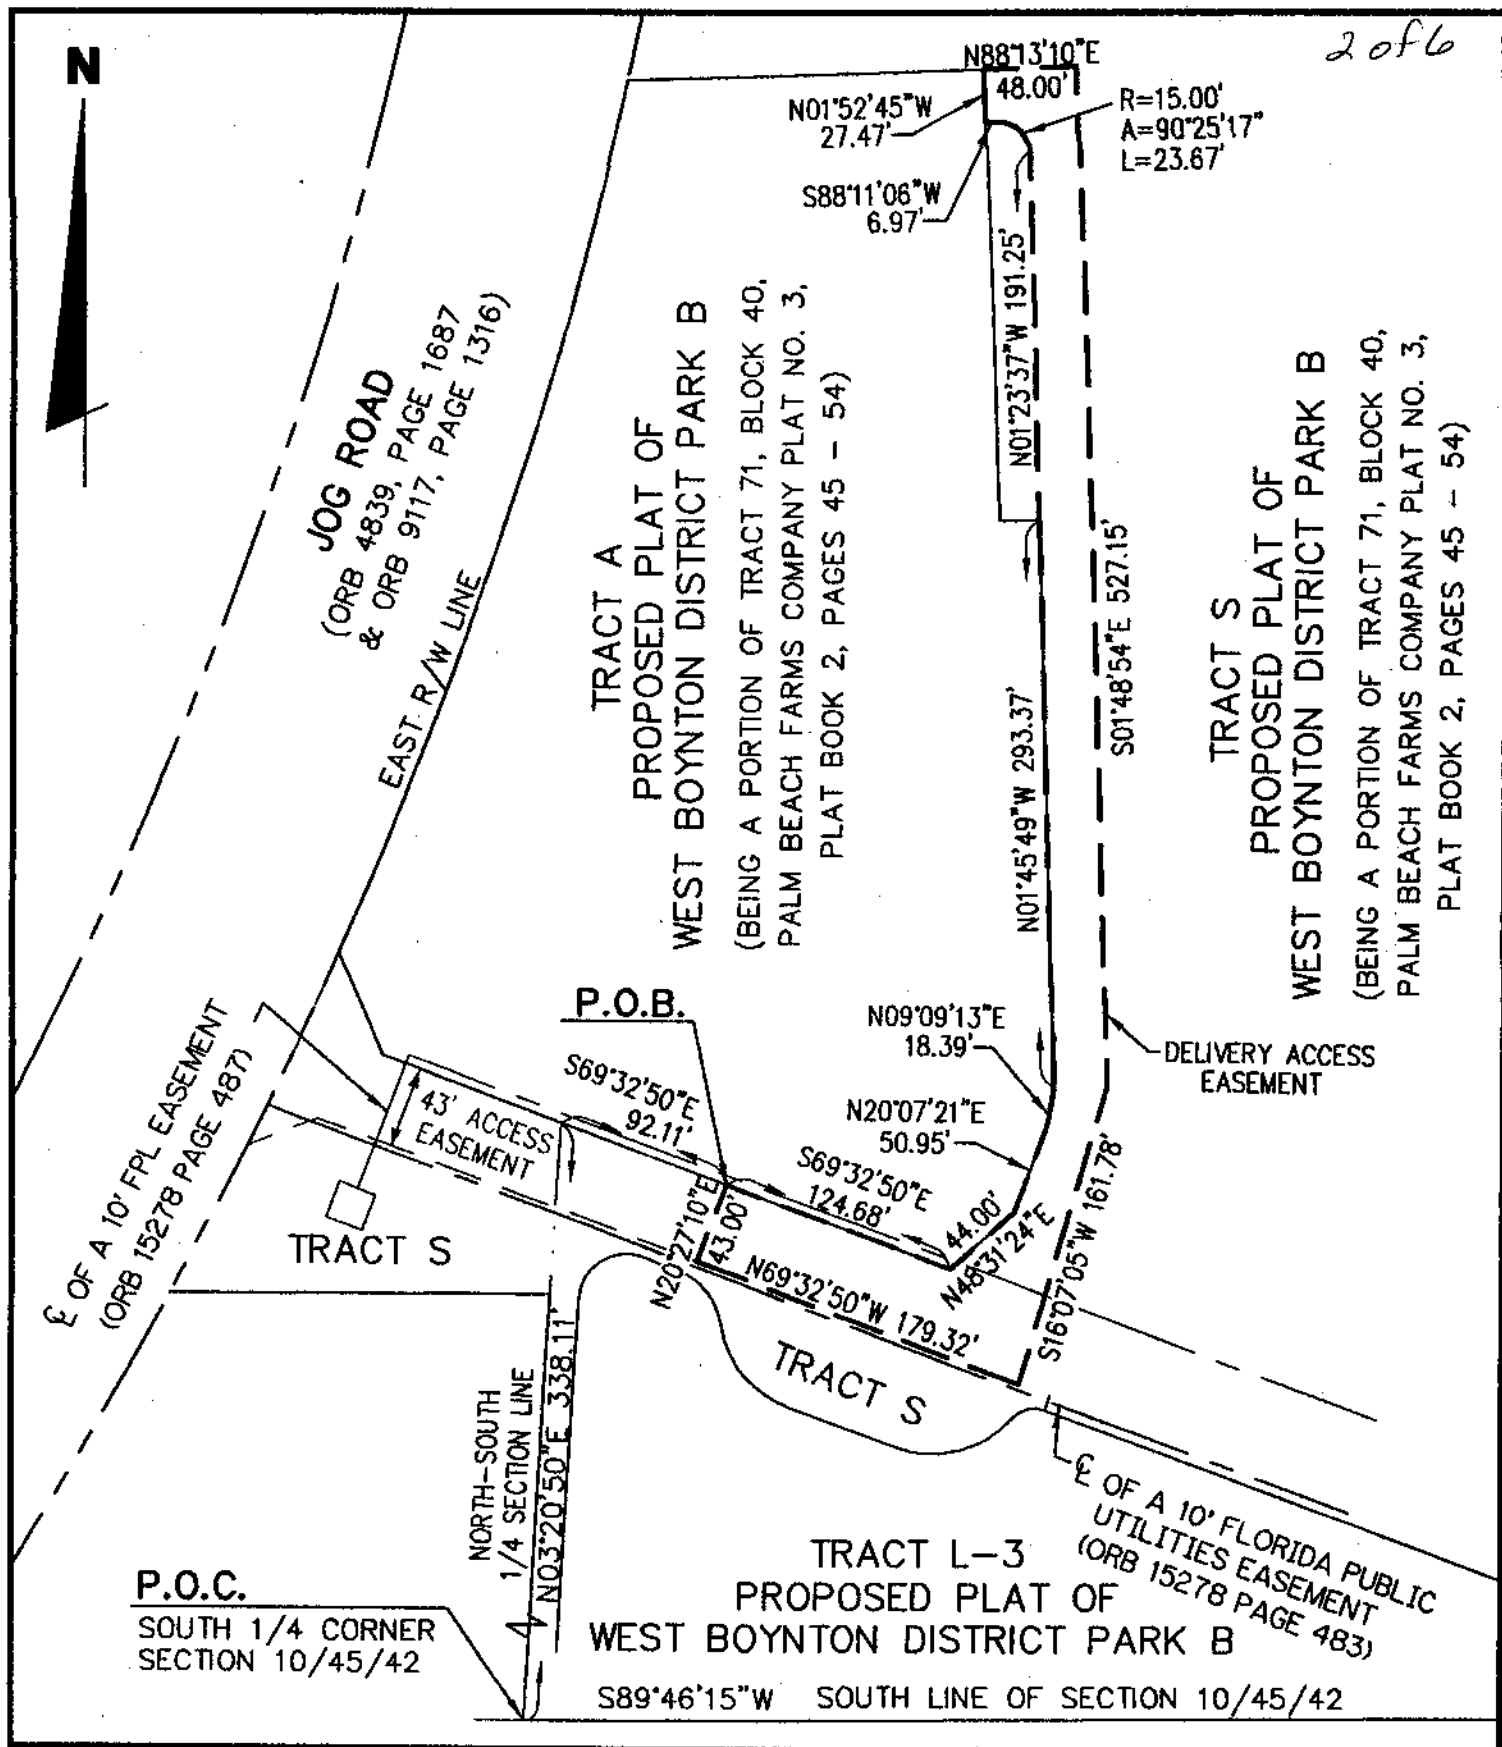 2 of 6
N
N88°13'10"E
48.00'
N01°52'45"W
27.47'
R=15.00'
A=90°25'17"
L=23.67'
S88°11'06"W
6.97'
N01°23'37"W 191.25'
JOG ROAD
(ORB 4839, PAGE 1687
& ORB 9117, PAGE 1316)
EAST R/W LINE
TRACT A
PROPOSED PLAT OF
WEST BOYNTON DISTRICT PARK B
(BEING A PORTION OF TRACT 71, BLOCK 40,
PALM BEACH FARMS COMPANY PLAT NO. 3,
PLAT BOOK 2, PAGES 45 - 54)
N01°45'49"W 293.37'
S01°48'54"E 527.15'
TRACT S
PROPOSED PLAT OF
WEST BOYNTON DISTRICT PARK B
(BEING A PORTION OF TRACT 71, BLOCK 40,
PALM BEACH FARMS COMPANY PLAT NO. 3,
PLAT BOOK 2, PAGES 45 - 54)
P.O.B.
N09°09'13"E
18.39'
DELIVERY ACCESS
EASEMENT
S69°32'50"E
92.11'
N20°07'21"E
50.95'
43' ACCESS
EASEMENT
S69°32'50"E
124.68'
44.00'
N48°31'24"E
S16°07'05"W 161.78'
℄ OF A 10' FPL EASEMENT
(ORB 15278 PAGE 487)
TRACT S
N20°27'10"E
43.00'
N69°32'50"W 179.32'
TRACT S
NORTH-SOUTH
1/4 SECTION LINE
N03°20'50"E 338.11'
℄ OF A 10' FLORIDA PUBLIC
UTILITIES EASEMENT
(ORB 15278 PAGE 483)
TRACT L-3
PROPOSED PLAT OF
WEST BOYNTON DISTRICT PARK B
P.O.C.
SOUTH 1/4 CORNER
SECTION 10/45/42
S89°46'15"W SOUTH LINE OF SECTION 10/45/42